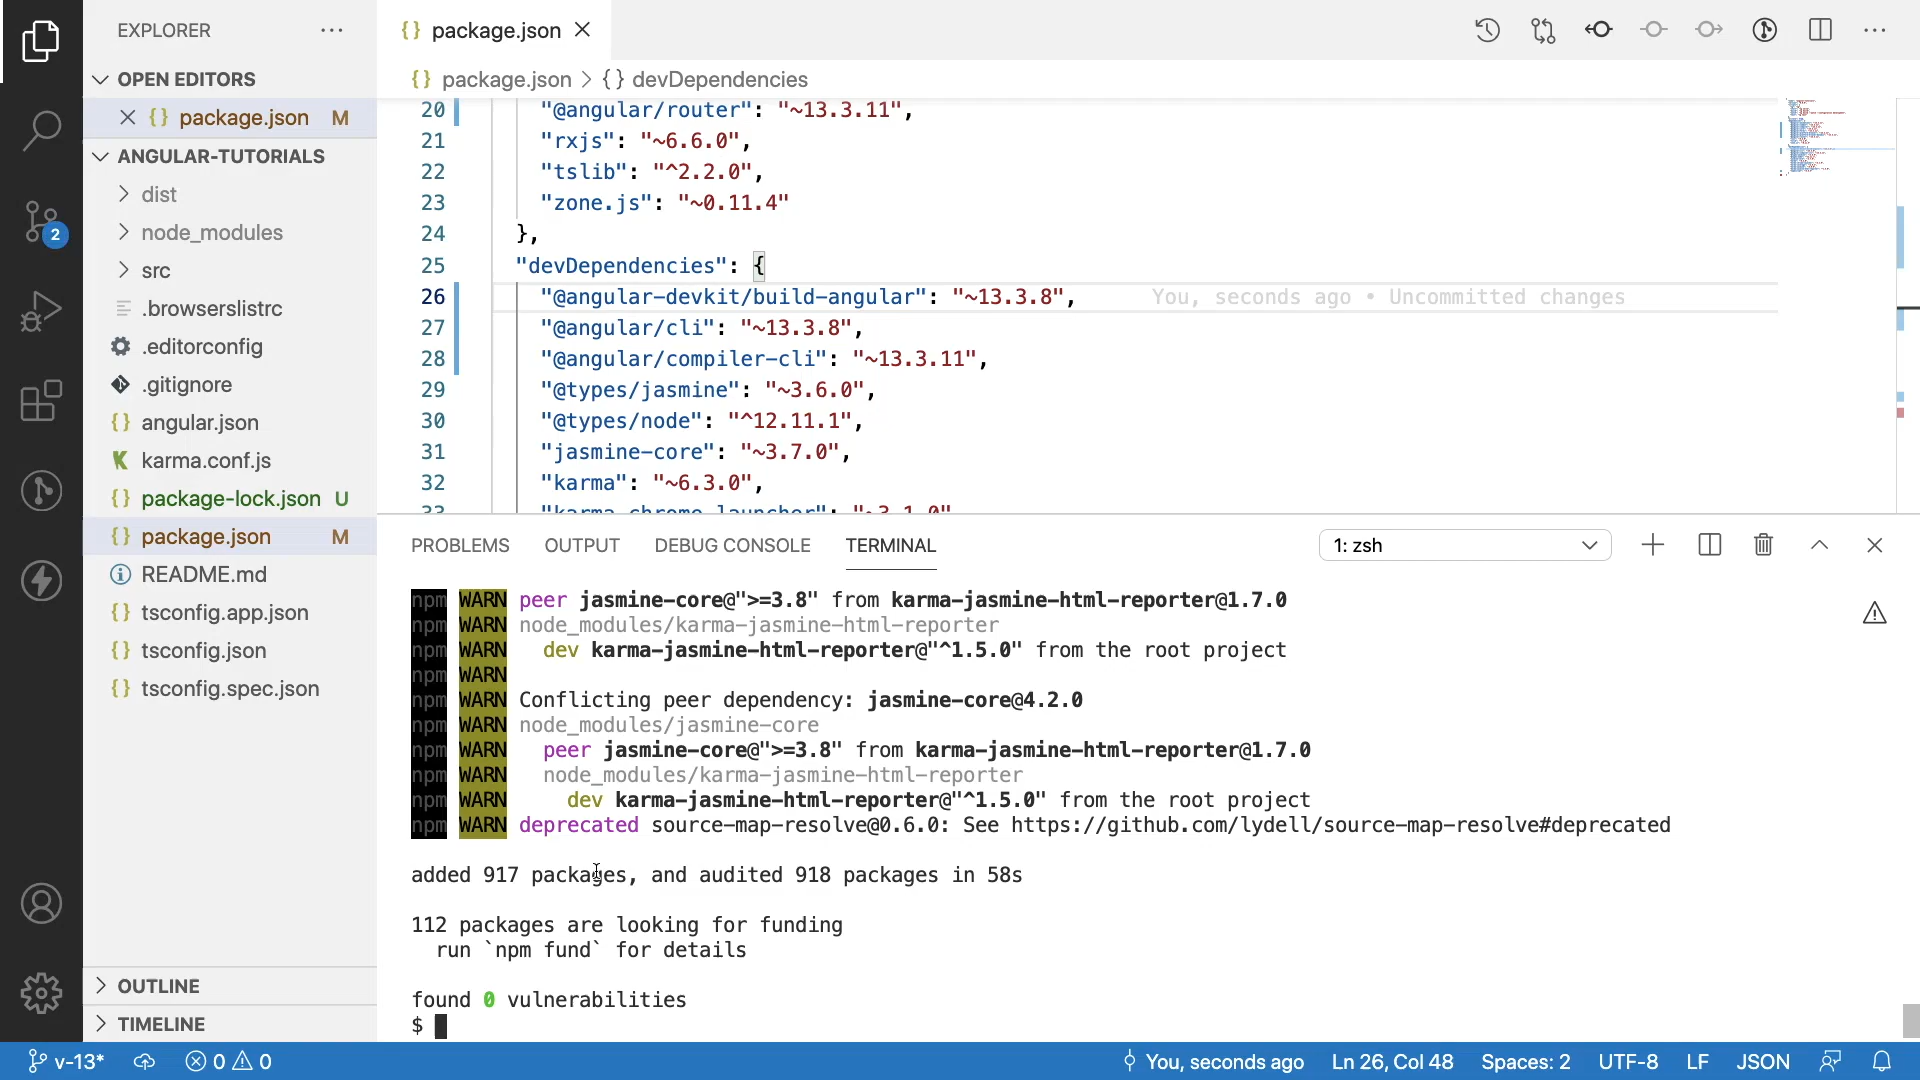 EXPLORER
OPEN EDITORS
package.json M
ANGULAR-TUTORIALS
dist
node_modules
src
.browserslistrc
.editorconfig
.gitignore
{} angular.json
karma.conf.js
{} package-lock.json U
{} package.json M
README.md
{} tsconfig.app.json
{} tsconfig.json
{} tsconfig.spec.json
OUTLINE
TIMELINE
2
{} package.json
{} package.json > {} devDependencies
20 "@angular/router": "~13.3.11",
21 "rxjs": "~6.6.0",
22 "tslib": "^2.2.0",
23 "zone.js": "~0.11.4"
24 },
25 "devDependencies": {
26 "@angular-devkit/build-angular": "~13.3.8", You, seconds ago • Uncommitted changes
27 "@angular/cli": "~13.3.8",
28 "@angular/compiler-cli": "~13.3.11",
29 "@types/jasmine": "~3.6.0",
30 "@types/node": "^12.11.1",
31 "jasmine-core": "~3.7.0",
32 "karma": "~6.3.0",
33 "karma-chrome-launcher": "~3.1.0"
PROBLEMS OUTPUT DEBUG CONSOLE TERMINAL 1: zsh
npm WARN peer jasmine-core@">=3.8" from karma-jasmine-html-reporter@1.7.0
npm WARN node_modules/karma-jasmine-html-reporter
npm WARN dev karma-jasmine-html-reporter@"^1.5.0" from the root project
npm WARN
npm WARN Conflicting peer dependency: jasmine-core@4.2.0
npm WARN node_modules/jasmine-core
npm WARN peer jasmine-core@">=3.8" from karma-jasmine-html-reporter@1.7.0
npm WARN node_modules/karma-jasmine-html-reporter
npm WARN dev karma-jasmine-html-reporter@"^1.5.0" from the root project
npm WARN deprecated source-map-resolve@0.6.0: See https://github.com/lydell/source-map-resolve#deprecated
added 917 packages, and audited 918 packages in 58s
112 packages are looking for funding
run `npm fund` for details
found 0 vulnerabilities
$
v-13* 0 0 You, seconds ago Ln 26, Col 48 Spaces: 2 UTF-8 LF JSON